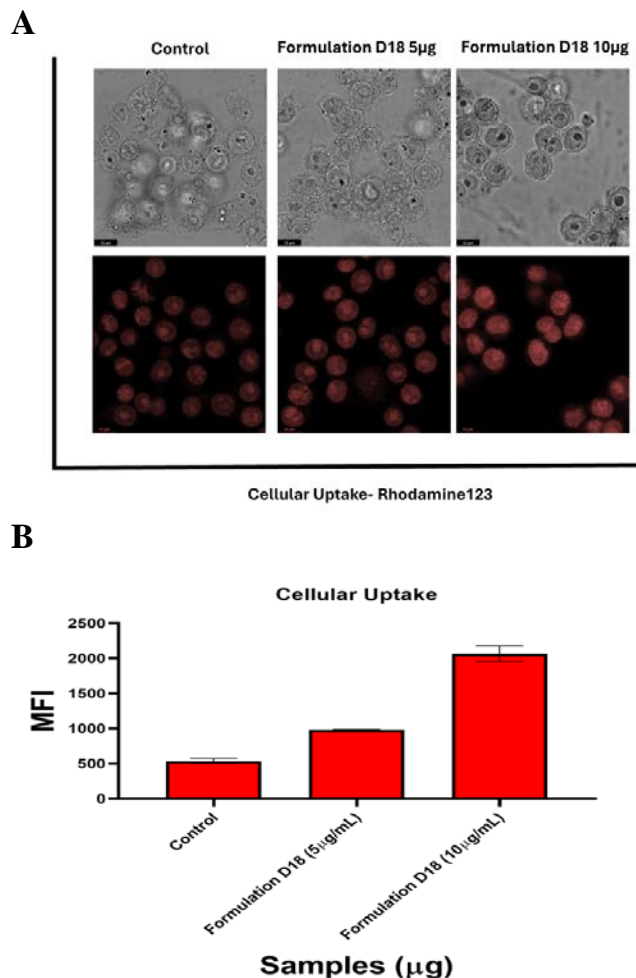 A
Control Formulation D18 5µg Formulation D18 10µg
Cellular Uptake- Rhodamine123
B
Cellular Uptake
MFI
2500
2000
1500
1000
500
0
Control
Formulation D18 (5µg/mL)
Formulation D18 (10µg/mL)
Samples (µg)